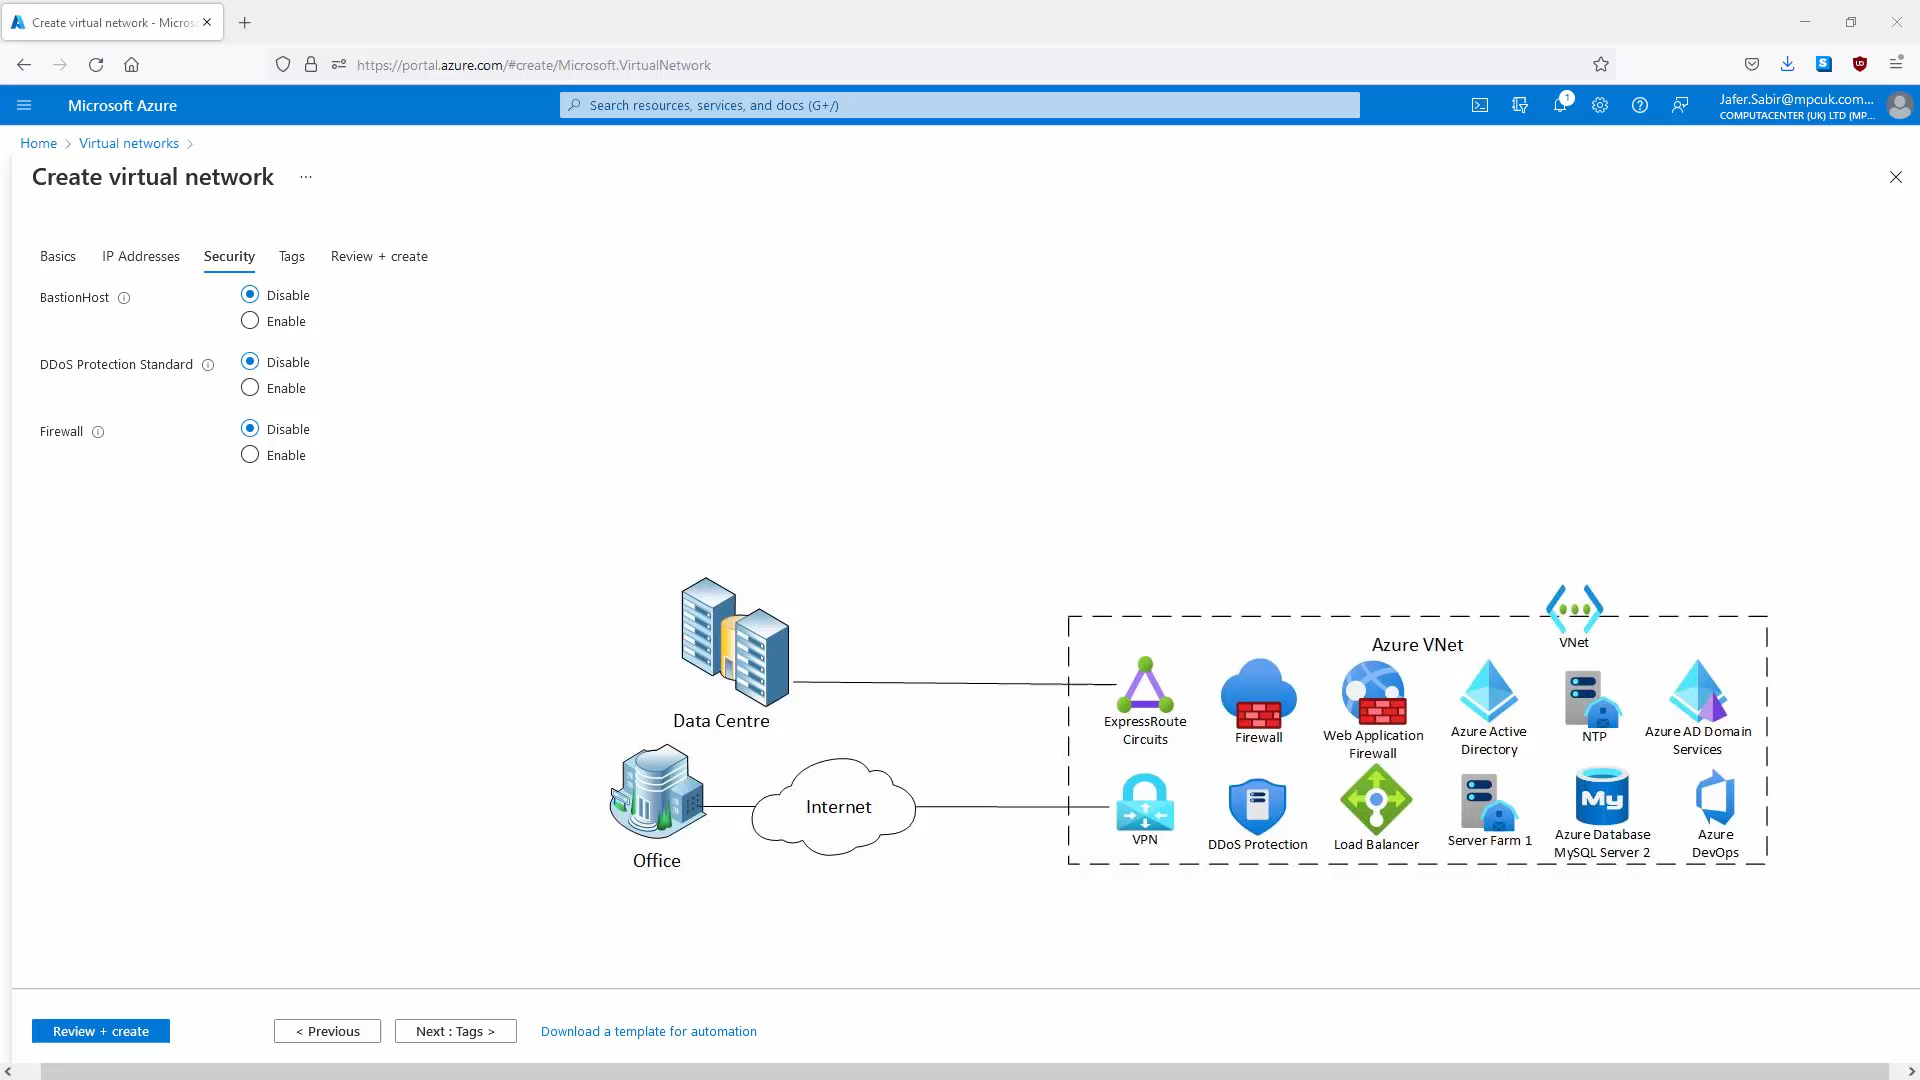 Create virtual network - Micros
https://portal.azure.com/#create/Microsoft.VirtualNetwork
Microsoft Azure
Search resources, services, and docs (G+/)
1
Jafer.Sabir@mpcuk.com...
COMPUTACENTER (UK) LTD (MP...
Home > Virtual networks >
Create virtual network ...
Basics IP Addresses Security Tags Review + create
BastionHost
Disable
Enable
DDoS Protection Standard
Disable
Enable
Firewall
Disable
Enable
Data Centre
Office
Internet
Azure VNet
VNet
ExpressRoute
Circuits
Firewall
Web Application
Firewall
Azure Active
Directory
NTP
Azure AD Domain
Services
VPN
DDoS Protection
Load Balancer
Server Farm 1
My
Azure Database
MySQL Server 2
Azure
DevOps
Review + create
< Previous
Next : Tags >
Download a template for automation